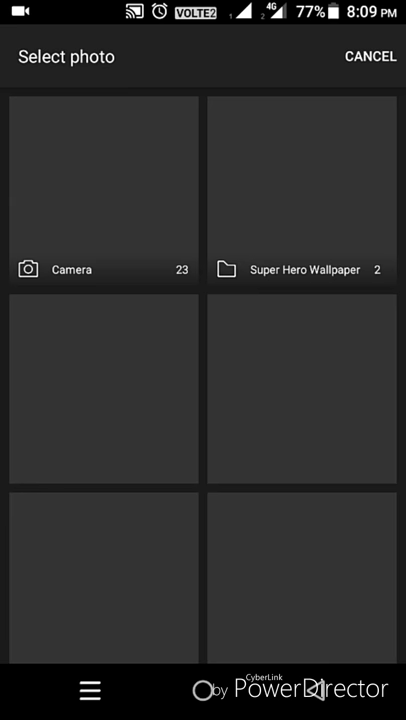 VOLTE2 1 2 4G 77% 8:09 PM
Select photo CANCEL
Camera 23 Super Hero Wallpaper 2
CyberLink
by PowerDirector